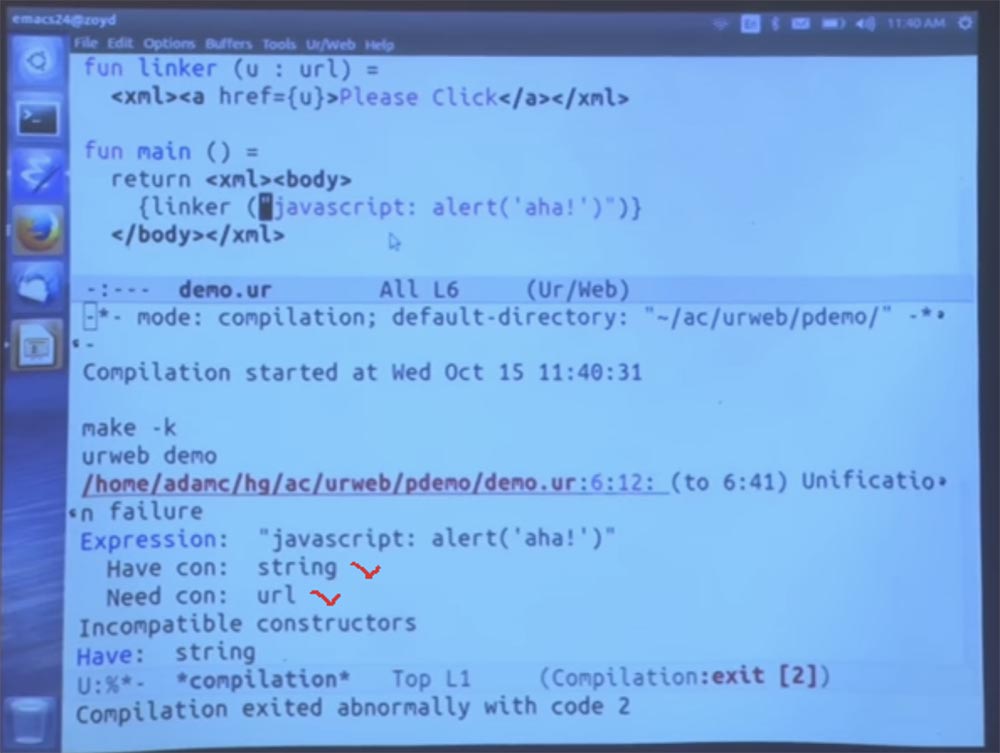 emacs24@zoyd
En 11:40 AM
File Edit Options Buffers Tools Ur/Web Help
fun linker (u : url) =
<xml><a href={u}>Please Click</a></xml>
fun main () =
return <xml><body>
{linker ("javascript: alert('aha!')")}
</body></xml>
-:--- demo.ur All L6 (Ur/Web)
-*- mode: compilation; default-directory: "~/ac/urweb/pdemo/" -*
-
Compilation started at Wed Oct 15 11:40:31
make -k
urweb demo
/home/adamc/hg/ac/urweb/pdemo/demo.ur:6:12: (to 6:41) Unificatio
n failure
Expression: "javascript: alert('aha!')"
Have con: string
Need con: url
Incompatible constructors
Have: string
U:%*- *compilation* Top L1 (Compilation:exit [2])
Compilation exited abnormally with code 2